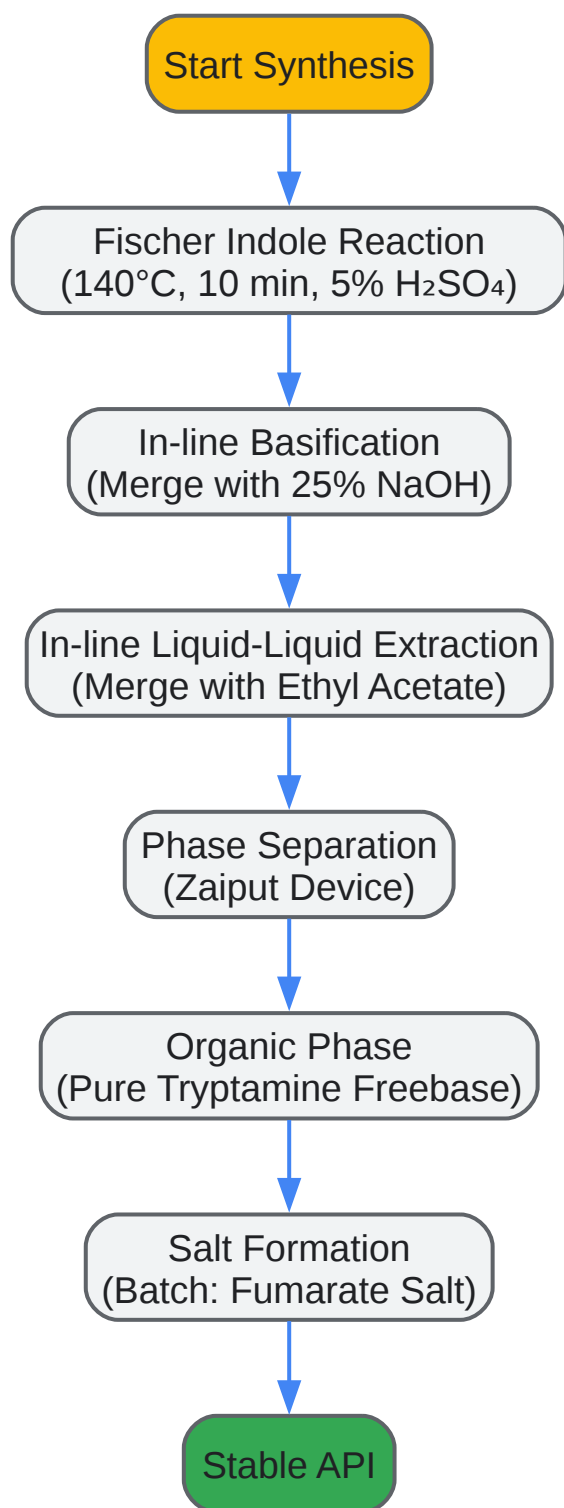 Start Synthesis
Fischer Indole Reaction
(140°C, 10 min, 5% H₂SO₄)
In-line Basification
(Merge with 25% NaOH)
In-line Liquid-Liquid Extraction
(Merge with Ethyl Acetate)
Phase Separation
(Zaiput Device)
Organic Phase
(Pure Tryptamine Freebase)
Salt Formation
(Batch: Fumarate Salt)
Stable API